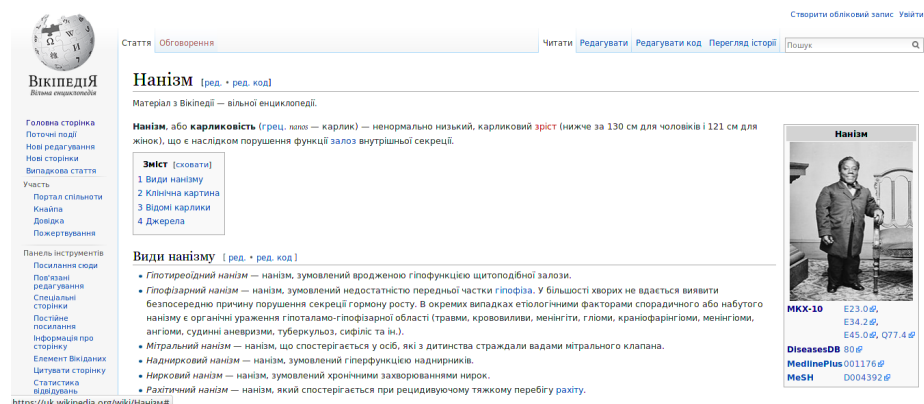 Створити обліковий запис Увійти
ВІКІПЕДІЯ
Вільна енциклопедія
Стаття Обговорення
Читати Редагувати Редагувати код Перегляд історії
Пошук
Головна сторінка
Поточні події
Нові редагування
Нові сторінки
Випадкова стаття
Участь
Портал спільноти
Кнайпа
Довідка
Пожертвування
Панель інструментів
Посилання сюди
Пов'язані
редагування
Спеціальні
сторінки
Постійне
посилання
Інформація про
сторінку
Елемент Вікіданих
Цитувати сторінку
Статистика
відвідувань
https://uk.wikipedia.org/wiki/Нанізм#
Нанізм [ред. • ред. код]
Матеріал з Вікіпедії — вільної енциклопедії.
Нанізм, або карликовість (грец. nanos — карлик) — ненормально низький, карликовий зріст (нижче за 130 см для чоловіків і 121 см для
жінок), що є наслідком порушення функції залоз внутрішньої секреції.
Зміст [сховати]
1 Види нанізму
2 Клінічна картина
3 Відомі карлики
4 Джерела
Види нанізму [ ред. • ред. код ]
• Гіпотиреоїдний нанізм — нанізм, зумовлений вродженою гіпофункцією щитоподібної залози.
• Гіпофізарний нанізм — нанізм, зумовлений недостатністю передньої частки гіпофіза. У більшості хворих не вдається виявити
безпосередню причину порушення секреції гормону росту. В окремих випадках етіологічними факторами спорадичного або набутого
нанізму є органічні ураження гіпоталамо-гіпофізарної області (травми, крововиливи, менінгіти, гліоми, краніофарінгіоми, менінгіоми,
ангіоми, судинні аневризми, туберкульоз, сифіліс та ін.).
• Мітральний нанізм — нанізм, що спостерігається у осіб, які з дитинства страждали вадами мітрального клапана.
• Наднирковий нанізм — нанізм, зумовлений гіперфункцією наднирників.
• Нирковий нанізм — нанізм, зумовлений хронічними захворюваннями нирок.
• Рахітичний нанізм — нанізм, який спостерігається при рецидивуючому тяжкому перебігу рахіту.
Нанізм
МКХ-10 E23.0,
E34.2,
E45.0, Q77.4
DiseasesDB 80
MedlinePlus 001176
MeSH D004392